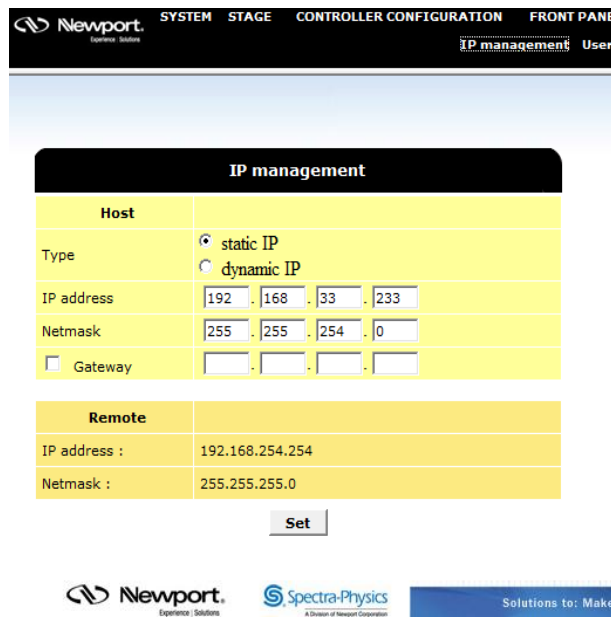 Newport.
Experience | Solutions
SYSTEM STAGE CONTROLLER CONFIGURATION FRONT PANE
IP management User
IP management
Host
Type
static IP
dynamic IP
IP address 192 . 168 . 33 . 233
Netmask 255 . 255 . 254 . 0
Gateway . . .
Remote
IP address : 192.168.254.254
Netmask : 255.255.255.0
Set
Newport.
Experience | Solutions
Spectra-Physics
A Division of Newport Corporation
Solutions to: Make